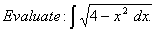 Evaluate: ∫ √(4 − x²) dx.